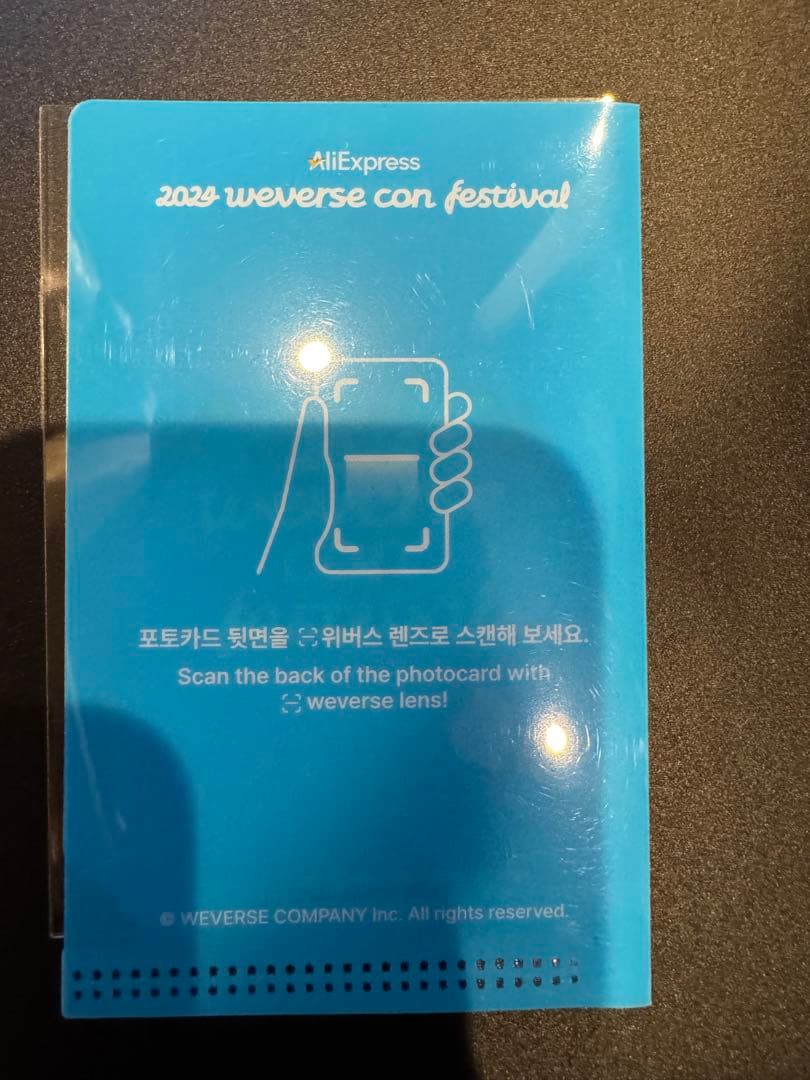 AliExpress
2024 weverse con festival
포토카드 뒷면을 위버스 렌즈로 스캔해 보세요.
Scan the back of the photocard with
weverse lens!
© WEVERSE COMPANY Inc. All rights reserved.